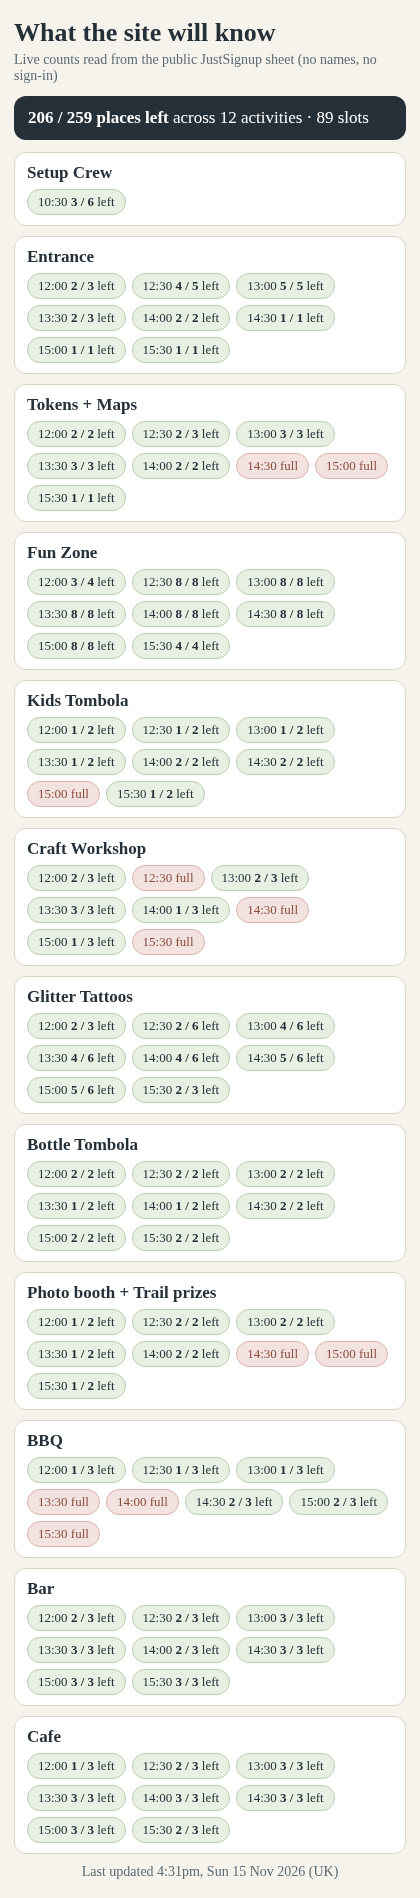 What the site will know
Live counts read from the public JustSignup sheet (no names, no
sign-in)
206 / 259 places left across 12 activities · 89 slots
Setup Crew
10:30 3 / 6 left
Entrance
12:00 2 / 3 left 12:30 4 / 5 left 13:00 5 / 5 left
13:30 2 / 3 left 14:00 2 / 2 left 14:30 1 / 1 left
15:00 1 / 1 left 15:30 1 / 1 left
Tokens + Maps
12:00 2 / 2 left 12:30 2 / 3 left 13:00 3 / 3 left
13:30 3 / 3 left 14:00 2 / 2 left 14:30 full 15:00 full
15:30 1 / 1 left
Fun Zone
12:00 3 / 4 left 12:30 8 / 8 left 13:00 8 / 8 left
13:30 8 / 8 left 14:00 8 / 8 left 14:30 8 / 8 left
15:00 8 / 8 left 15:30 4 / 4 left
Kids Tombola
12:00 1 / 2 left 12:30 1 / 2 left 13:00 1 / 2 left
13:30 1 / 2 left 14:00 2 / 2 left 14:30 2 / 2 left
15:00 full 15:30 1 / 2 left
Craft Workshop
12:00 2 / 3 left 12:30 full 13:00 2 / 3 left
13:30 3 / 3 left 14:00 1 / 3 left 14:30 full
15:00 1 / 3 left 15:30 full
Glitter Tattoos
12:00 2 / 3 left 12:30 2 / 6 left 13:00 4 / 6 left
13:30 4 / 6 left 14:00 4 / 6 left 14:30 5 / 6 left
15:00 5 / 6 left 15:30 2 / 3 left
Bottle Tombola
12:00 2 / 2 left 12:30 2 / 2 left 13:00 2 / 2 left
13:30 1 / 2 left 14:00 1 / 2 left 14:30 2 / 2 left
15:00 2 / 2 left 15:30 2 / 2 left
Photo booth + Trail prizes
12:00 1 / 2 left 12:30 2 / 2 left 13:00 2 / 2 left
13:30 1 / 2 left 14:00 2 / 2 left 14:30 full 15:00 full
15:30 1 / 2 left
BBQ
12:00 1 / 3 left 12:30 1 / 3 left 13:00 1 / 3 left
13:30 full 14:00 full 14:30 2 / 3 left 15:00 2 / 3 left
15:30 full
Bar
12:00 2 / 3 left 12:30 2 / 3 left 13:00 3 / 3 left
13:30 3 / 3 left 14:00 2 / 3 left 14:30 3 / 3 left
15:00 3 / 3 left 15:30 3 / 3 left
Cafe
12:00 1 / 3 left 12:30 2 / 3 left 13:00 3 / 3 left
13:30 3 / 3 left 14:00 3 / 3 left 14:30 3 / 3 left
15:00 3 / 3 left 15:30 2 / 3 left
Last updated 4:31pm, Sun 15 Nov 2026 (UK)